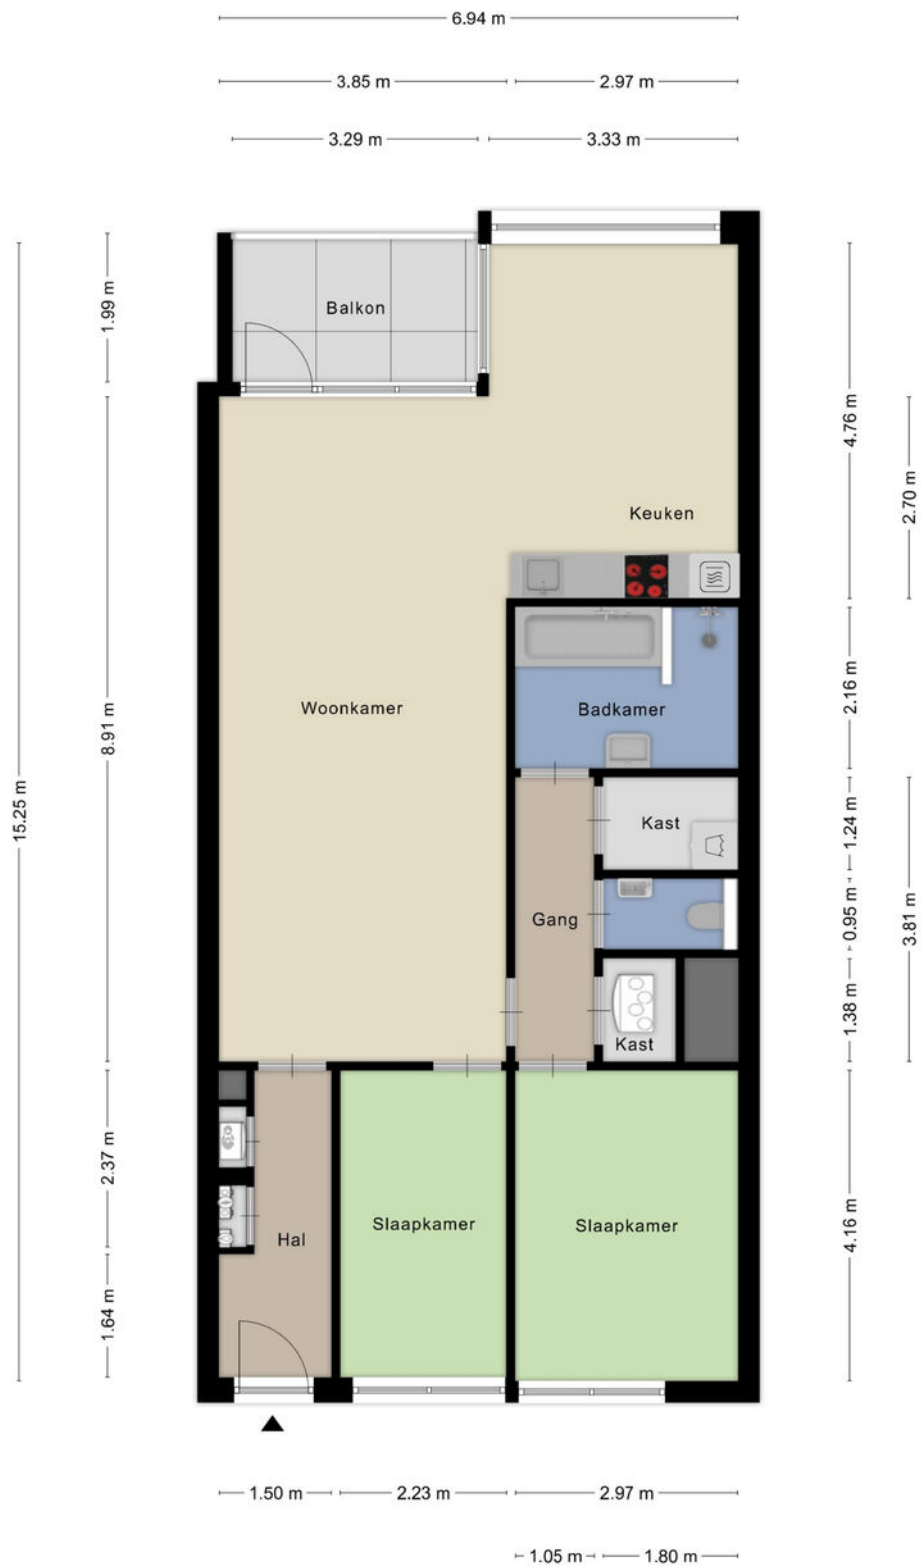 6.94 m
3.85 m
2.97 m
3.29 m
3.33 m
1.99 m
Balkon
4.76 m
2.70 m
Keuken
15.25 m
8.91 m
Woonkamer
Badkamer
2.16 m
Kast
1.24 m
Gang
0.95 m
3.81 m
1.38 m
Kast
2.37 m
Hal
Slaapkamer
Slaapkamer
4.16 m
1.64 m
1.50 m
2.23 m
2.97 m
1.05 m
1.80 m